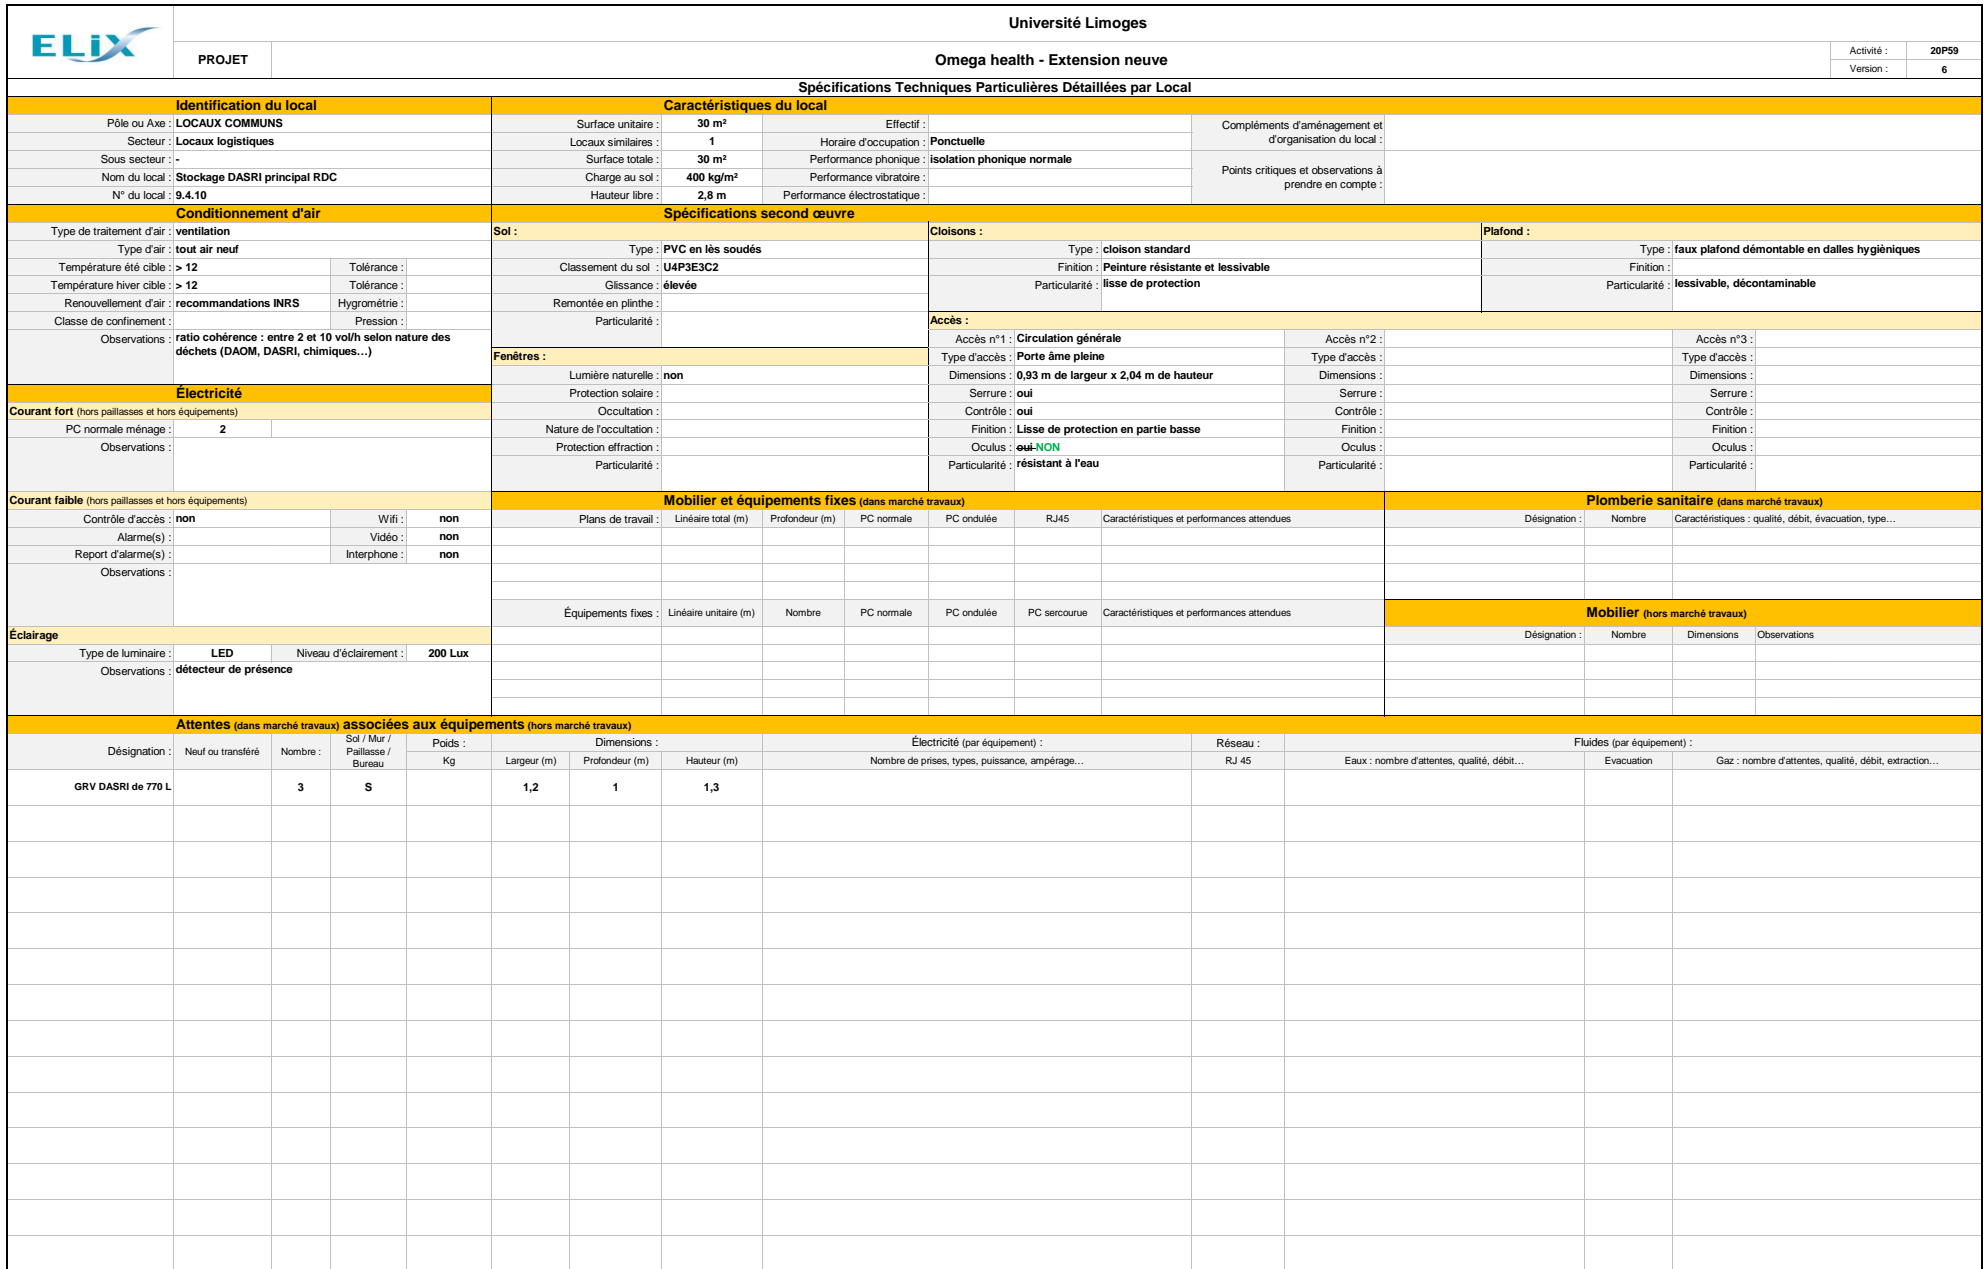 ELiX
Université Limoges
PROJET
Omega health - Extension neuve
Activité : 20P59
Version : 6
Spécifications Techniques Particulières Détaillées par Local
Identification du local
Caractéristiques du local
Pôle ou Axe : LOCAUX COMMUNS
Surface unitaire : 30 m²
Effectif :
Compléments d'aménagement et
d'organisation du local :
Secteur : Locaux logistiques
Locaux similaires : 1
Horaire d'occupation : Ponctuelle
Sous secteur : -
Surface totale : 30 m²
Performance phonique : isolation phonique normale
Points critiques et observations à
prendre en compte :
Nom du local : Stockage DASRI principal RDC
Charge au sol : 400 kg/m²
Performance vibratoire :
N° du local : 9.4.10
Hauteur libre : 2,8 m
Performance électrostatique :
Conditionnement d'air
Type de traitement d'air : ventilation
Type d'air : tout air neuf
Température été cible : > 12 Tolérance :
Température hiver cible : > 12 Tolérance :
Renouvellement d'air : recommandations INRS Hygrométrie :
Classe de confinement : Pression :
Observations : ratio cohérence : entre 2 et 10 vol/h selon nature des
déchets (DAOM, DASRI, chimiques…)
Spécifications second œuvre
Sol :
Type : PVC en lès soudés
Classement du sol : U4P3E3C2
Glissance : élevée
Remontée en plinthe :
Particularité :
Cloisons :
Type : cloison standard
Finition : Peinture résistante et lessivable
Particularité : lisse de protection
Plafond :
Type : faux plafond démontable en dalles hygièniques
Finition :
Particularité : lessivable, décontaminable
Fenêtres :
Lumière naturelle : non
Protection solaire :
Occultation :
Nature de l'occultation :
Protection effraction :
Particularité :
Accès :
Accès n°1 : Circulation générale Accès n°2 : Accès n°3 :
Type d'accès : Porte âme pleine Type d'accès : Type d'accès :
Dimensions : 0,93 m de largeur x 2,04 m de hauteur Dimensions : Dimensions :
Serrure : oui Serrure : Serrure :
Contrôle : oui Contrôle : Contrôle :
Finition : Lisse de protection en partie basse Finition : Finition :
Oculus : oui NON Oculus : Oculus :
Particularité : résistant à l'eau Particularité : Particularité :
Électricité
Courant fort (hors paillasses et hors équipements)
PC normale ménage : 2
Observations :
Courant faible (hors paillasses et hors équipements)
Contrôle d'accès : non Wifi : non
Alarme(s) : Vidéo : non
Report d'alarme(s) : Interphone : non
Observations :
Éclairage
Type de luminaire : LED Niveau d'éclairement : 200 Lux
Observations : détecteur de présence
Mobilier et équipements fixes (dans marché travaux)
Plans de travail : Linéaire total (m) Profondeur (m) PC normale PC ondulée RJ45 Caractéristiques et performances attendues
Équipements fixes : Linéaire unitaire (m) Nombre PC normale PC ondulée PC sercourue Caractéristiques et performances attendues
Plomberie sanitaire (dans marché travaux)
Désignation : Nombre Caractéristiques : qualité, débit, évacuation, type…
Mobilier (hors marché travaux)
Désignation : Nombre Dimensions Observations
Attentes (dans marché travaux) associées aux équipements (hors marché travaux)
Désignation : Neuf ou transféré Nombre : Sol / Mur /
Paillasse /
Bureau
Poids : Dimensions : Électricité (par équipement) : Réseau : Fluides (par équipement) :
Kg Largeur (m) Profondeur (m) Hauteur (m) Nombre de prises, types, puissance, ampérage… RJ 45 Eaux : nombre d'attentes, qualité, débit… Evacuation Gaz : nombre d'attentes, qualité, débit, extraction…
GRV DASRI de 770 L 3 S 1,2 1 1,3